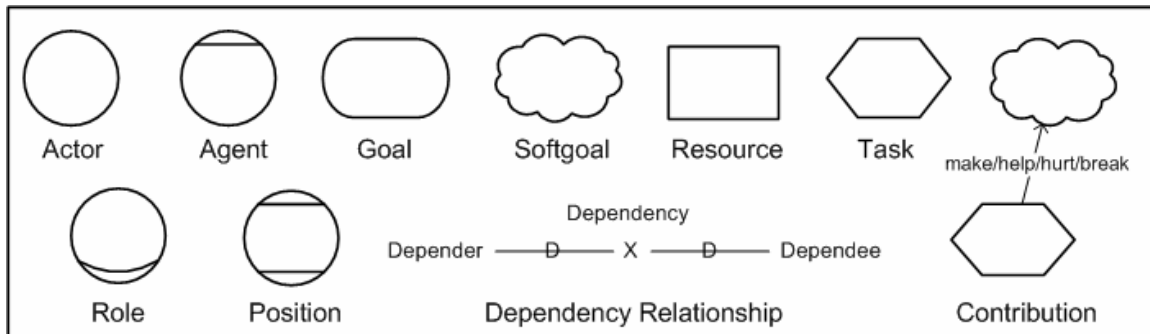 Actor Agent Goal Softgoal Resource Task
make/help/hurt/break
Dependency
Depender D X D Dependee
Role Position Dependency Relationship Contribution